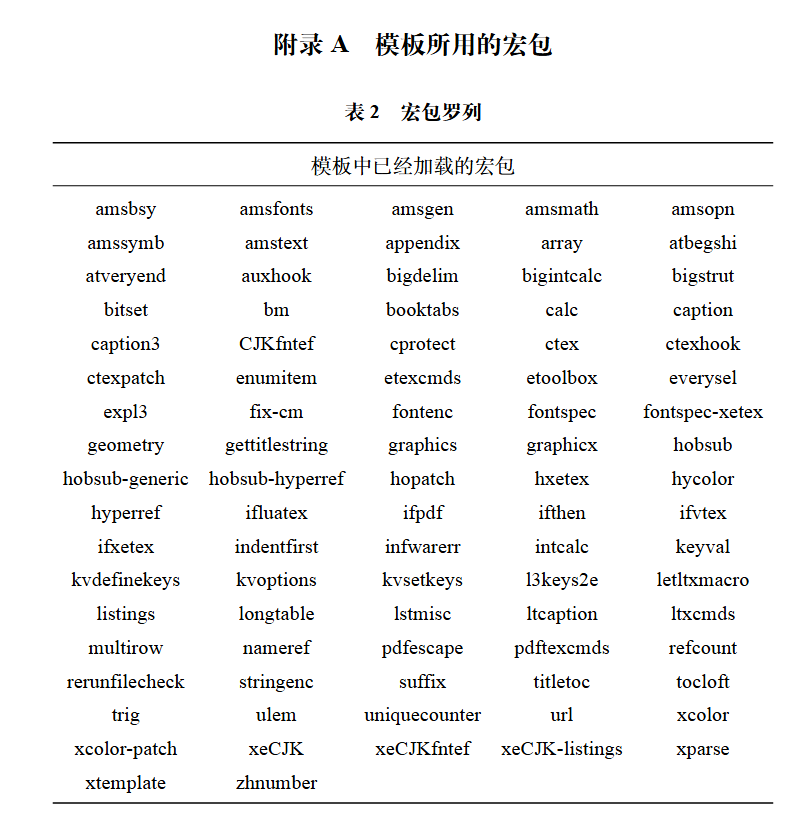 附录 A 模板所用的宏包
表 2 宏包罗列
模板中已经加载的宏包
amsbsy amsfonts amsgen amsmath amsopn
amssymb amstext appendix array atbegshi
atveryend auxhook bigdelim bigintcalc bigstrut
bitset bm booktabs calc caption
caption3 CJKfntef cprotect ctex ctexhook
ctexpatch enumitem etexcmds etoolbox everysel
expl3 fix-cm fontenc fontspec fontspec-xetex
geometry gettitlestring graphics graphicx hobsub
hobsub-generic hobsub-hyperref hopatch hxetex hycolor
hyperref ifluatex ifpdf ifthen ifvtex
ifxetex indentfirst infwarerr intcalc keyval
kvdefinekeys kvoptions kvsetkeys l3keys2e letltxmacro
listings longtable lstmisc ltcaption ltxcmds
multirow nameref pdfescape pdftexcmds refcount
rerunfilecheck stringenc suffix titletoc tocloft
trig ulem uniquecounter url xcolor
xcolor-patch xeCJK xeCJKfntef xeCJK-listings xparse
xtemplate zhnumber